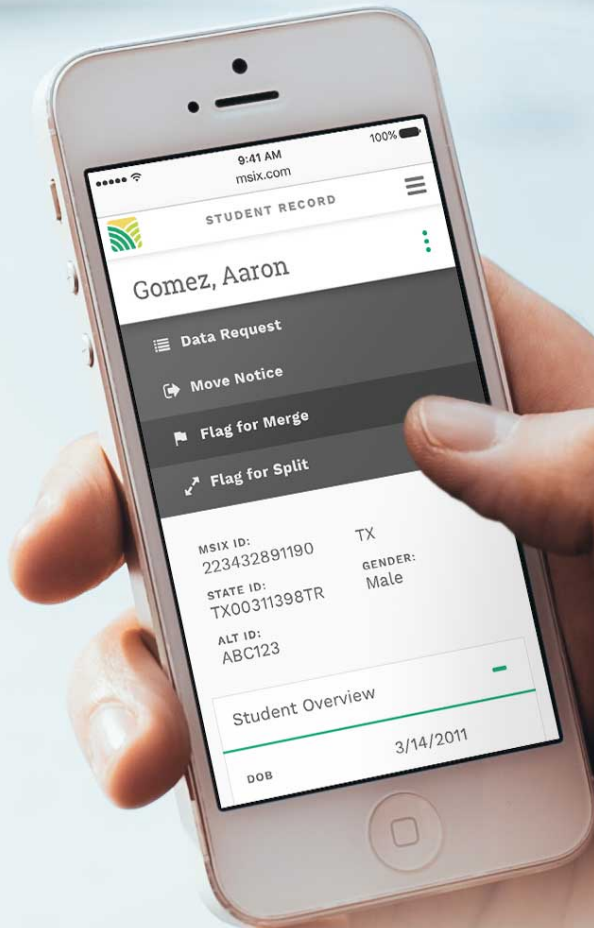 9:41 AM
100%
msix.com
STUDENT RECORD
Gomez, Aaron
Data Request
Move Notice
Flag for Merge
Flag for Split
MSIX ID:
223432891190
TX
STATE ID:
TX00311398TR
GENDER:
Male
ALT ID:
ABC123
Student Overview
DOB
3/14/2011